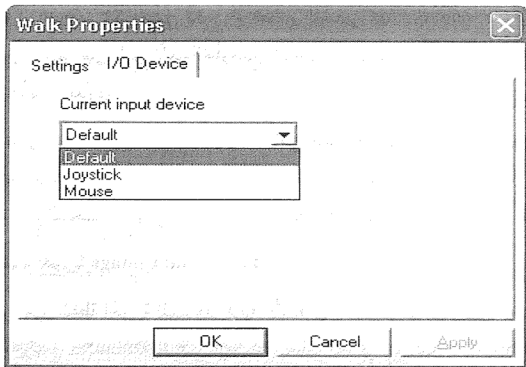 Walk Properties
Settings I/O Device
Current input device
Default
Default
Joystick
Mouse
OK Cancel Apply